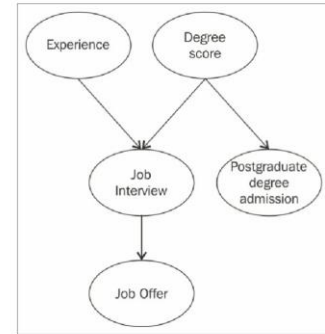 Experience
Degree
score
Job
Interview
Postgraduate
degree
admission
Job Offer